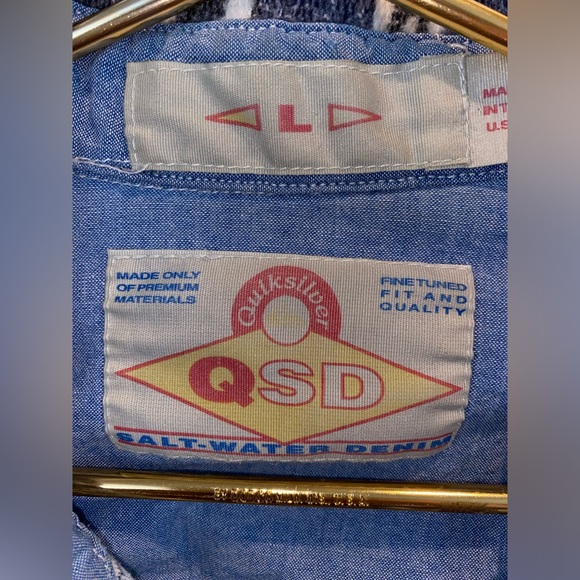 L
MA
IN T
U.S
MADE ONLY
OF PREMIUM
MATERIALS
Quiksilver
FINE TUNED
FIT AND
QUALITY
QSD
SALT-WATER DENIM